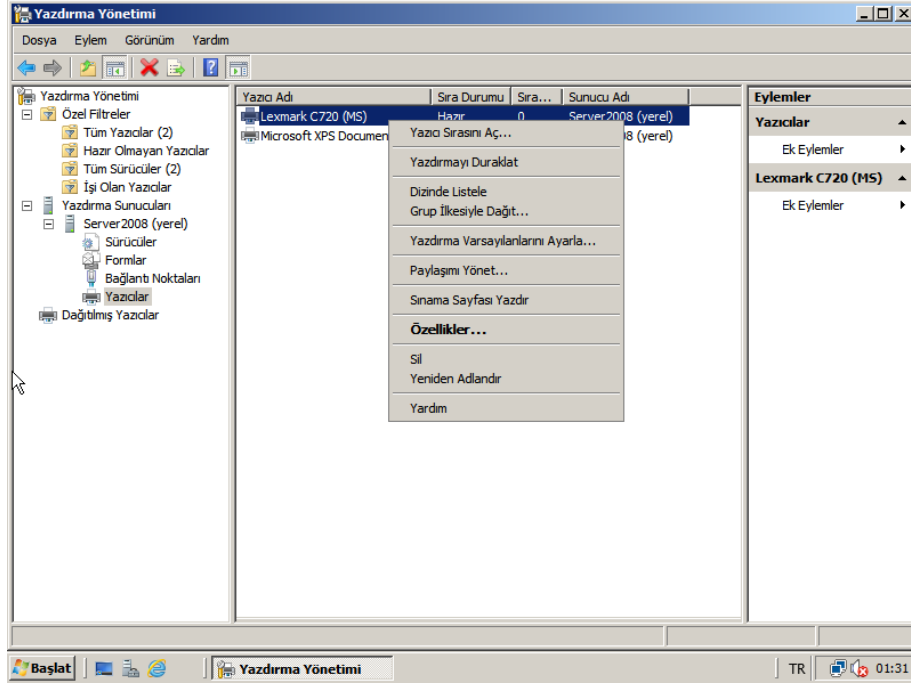 Yazdırma Yönetimi
Dosya Eylem Görünüm Yardım
Yazdırma Yönetimi
Özel Filtreler
Tüm Yazıcılar (2)
Hazır Olmayan Yazıcılar
Tüm Sürücüler (2)
İşi Olan Yazıcılar
Yazdırma Sunucuları
Server2008 (yerel)
Sürücüler
Formlar
Bağlantı Noktaları
Yazıcılar
Dağıtılmış Yazıcılar
Yazıcı Adı Sıra Durumu Sıra... Sunucu Adı
Lexmark C720 (MS) Hazır 0 Server2008 (yerel)
Microsoft XPS Documen 08 (yerel)
Yazıcı Sırasını Aç...
Yazdırmayı Duraklat
Dizinde Listele
Grup İlkesiyle Dağıt...
Yazdırma Varsayılanlarını Ayarla...
Paylaşımı Yönet...
Sınama Sayfası Yazdır
Özellikler...
Sil
Yeniden Adlandır
Yardım
Eylemler
Yazıcılar
Ek Eylemler
Lexmark C720 (MS)
Ek Eylemler
Başlat Yazdırma Yönetimi TR 01:31